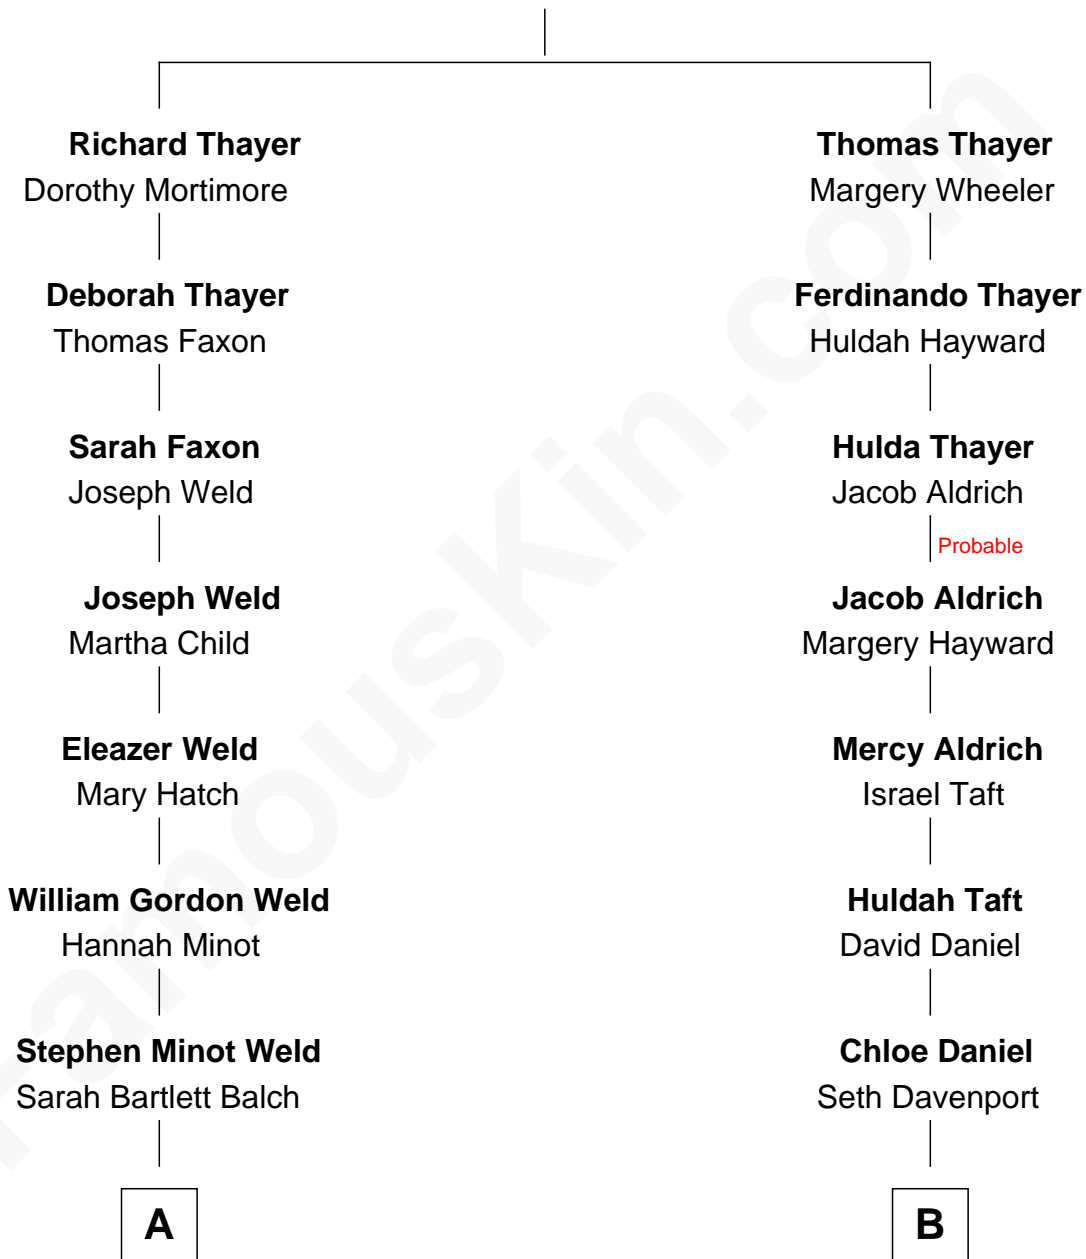 Richard Thayer
Dorothy Mortimore
Thomas Thayer
Margery Wheeler
Deborah Thayer
Thomas Faxon
Ferdinando Thayer
Huldah Hayward
Sarah Faxon
Joseph Weld
Hulda Thayer
Jacob Aldrich
Probable
Joseph Weld
Martha Child
Jacob Aldrich
Margery Hayward
Eleazer Weld
Mary Hatch
Mercy Aldrich
Israel Taft
William Gordon Weld
Hannah Minot
Huldah Taft
David Daniel
Stephen Minot Weld
Sarah Bartlett Balch
Chloe Daniel
Seth Davenport
A
B
FamousKin.com